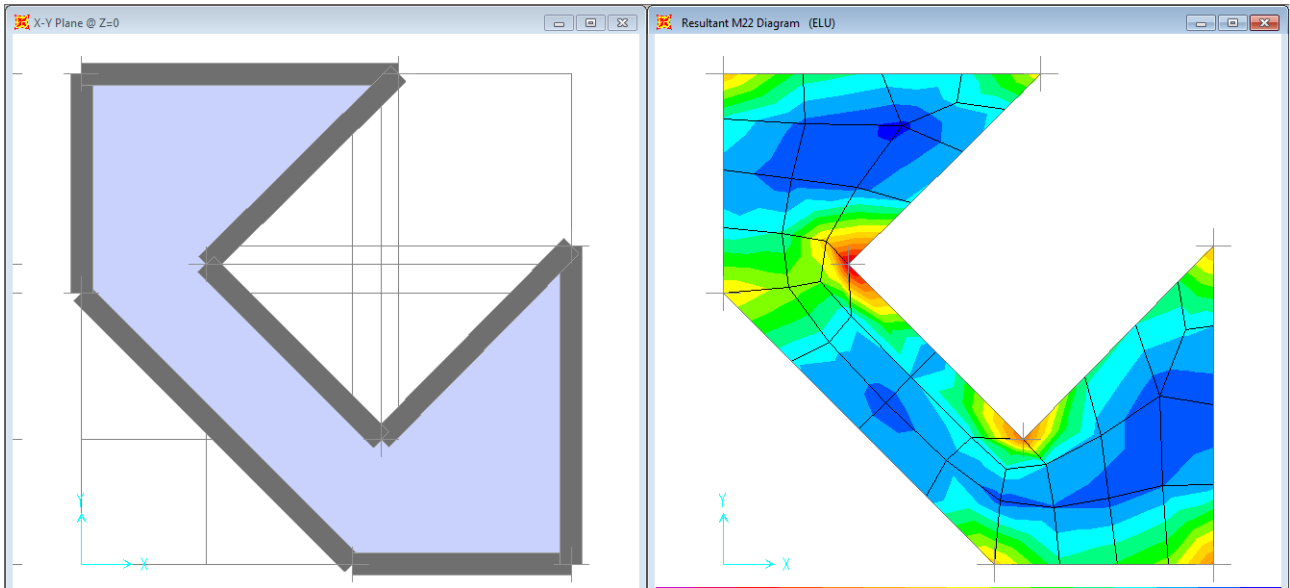 X-Y Plane @ Z=0
Resultant M22 Diagram (ELU)
Y
X
Y
X